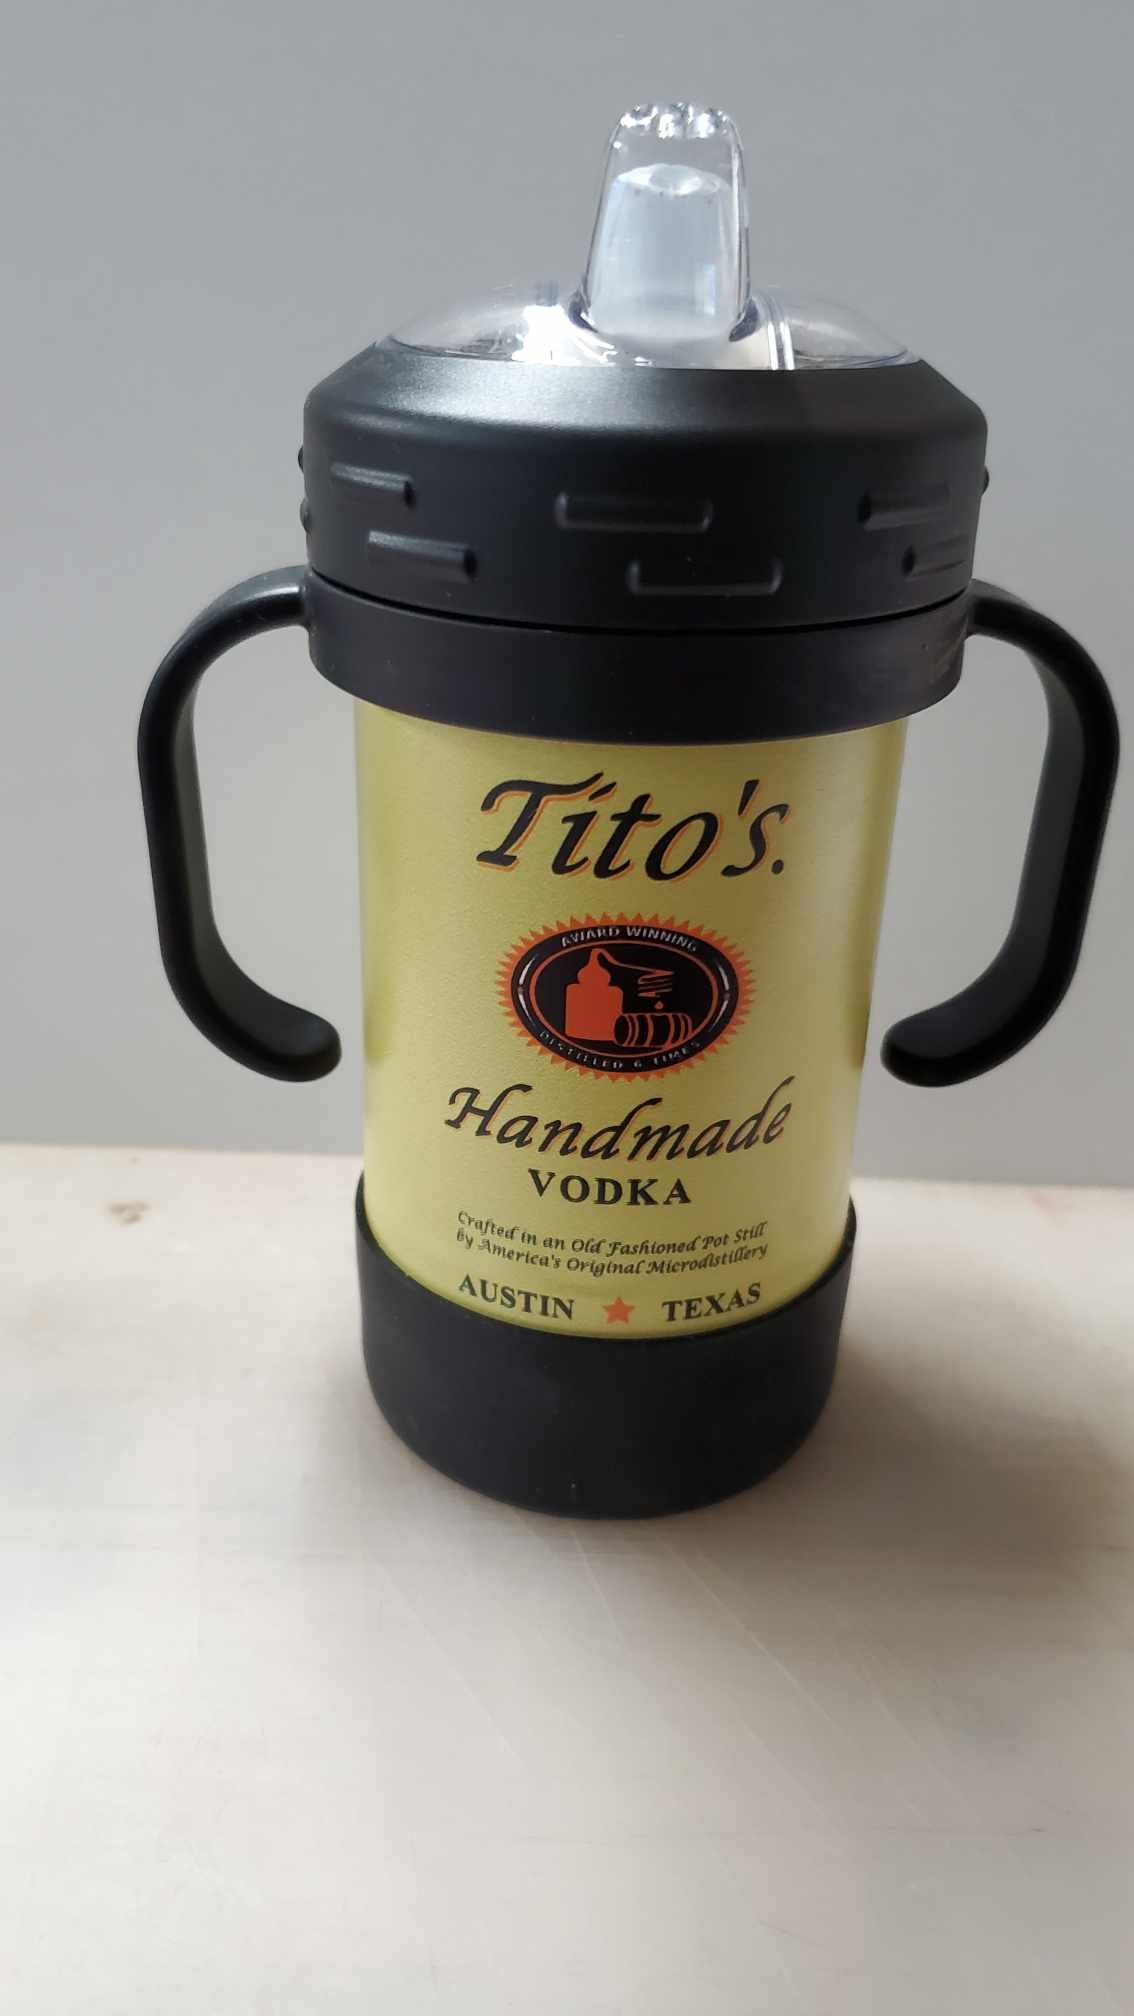 Tito's.
AWARD WINNING
DISTILLED 6 TIMES
Handmade
VODKA
Crafted in an Old Fashioned Pot Still
by America's Original Microdistillery
AUSTIN TEXAS